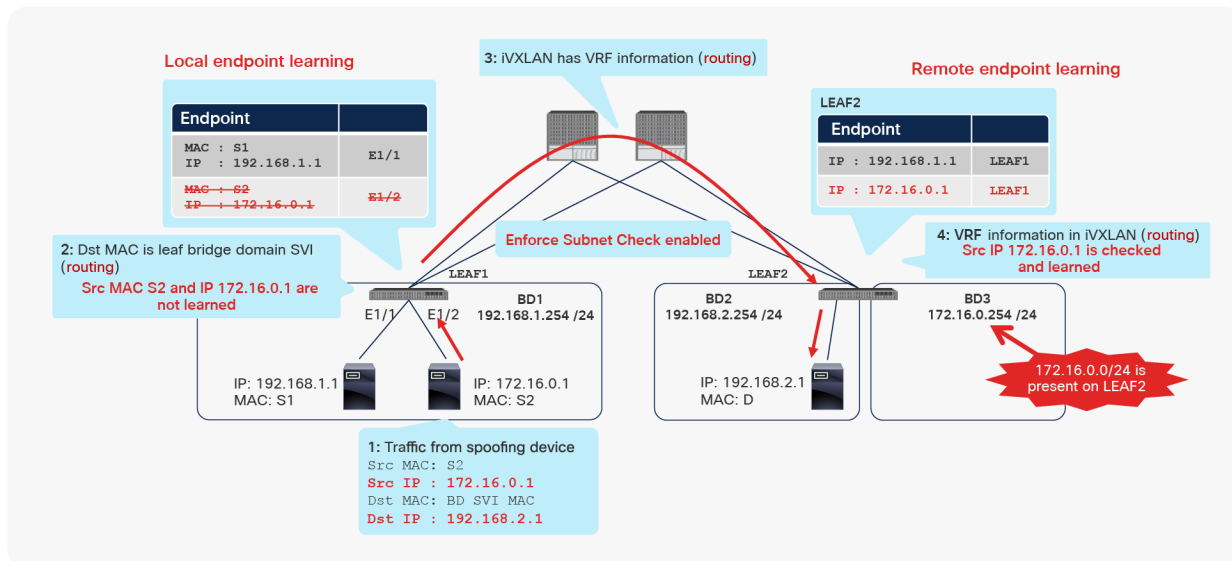 Local endpoint learning
Endpoint
MAC : S1
IP : 192.168.1.1
E1/1
MAC : S2
IP : 172.16.0.1
E1/2
3: iVXLAN has VRF information (routing)
Remote endpoint learning
LEAF2
Endpoint
IP : 192.168.1.1
LEAF1
IP : 172.16.0.1
LEAF1
2: Dst MAC is leaf bridge domain SVI
(routing)
Src MAC S2 and IP 172.16.0.1 are
not learned
Enforce Subnet Check enabled
4: VRF information in iVXLAN (routing)
Src IP 172.16.0.1 is checked
and learned
LEAF1
E1/1
E1/2
BD1
192.168.1.254 /24
IP: 192.168.1.1
MAC: S1
IP: 172.16.0.1
MAC: S2
LEAF2
BD2
192.168.2.254 /24
IP: 192.168.2.1
MAC: D
BD3
172.16.0.254 /24
172.16.0.0/24 is
present on LEAF2
1: Traffic from spoofing device
Src MAC: S2
Src IP : 172.16.0.1
Dst MAC: BD SVI MAC
Dst IP : 192.168.2.1